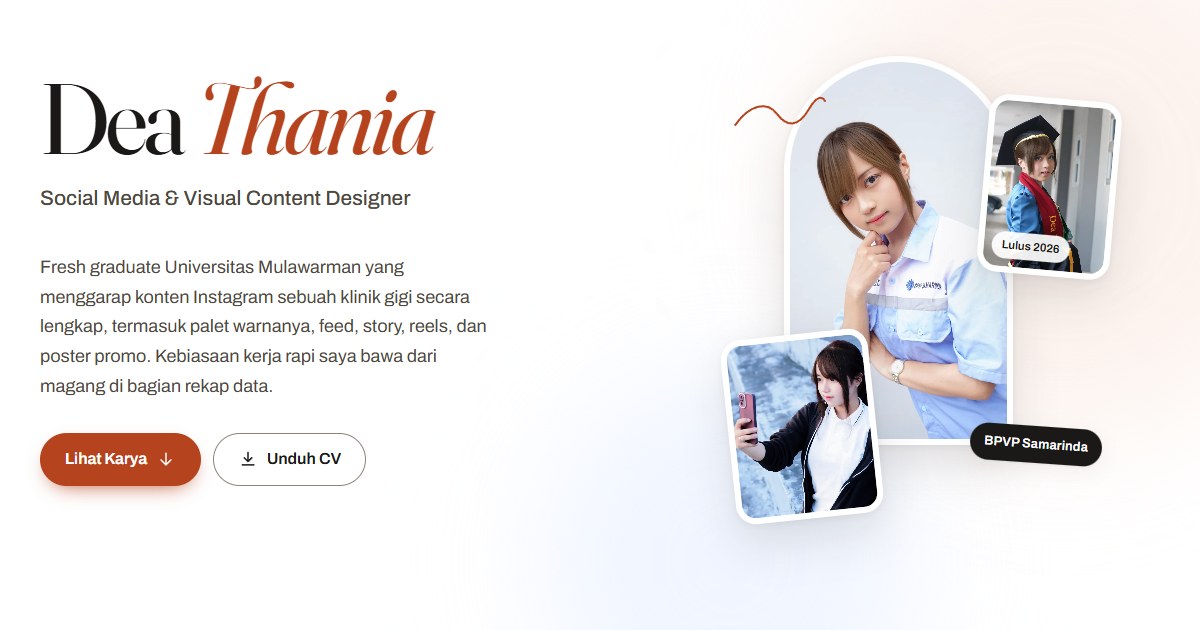 Dea Thania
Social Media & Visual Content Designer
Fresh graduate Universitas Mulawarman yang
menggarap konten Instagram sebuah klinik gigi secara
lengkap, termasuk palet warnanya, feed, story, reels, dan
poster promo. Kebiasaan kerja rapi saya bawa dari
magang di bagian rekap data.
Lihat Karya
Unduh CV
Lulus 2026
Dea
BPVP Samarinda